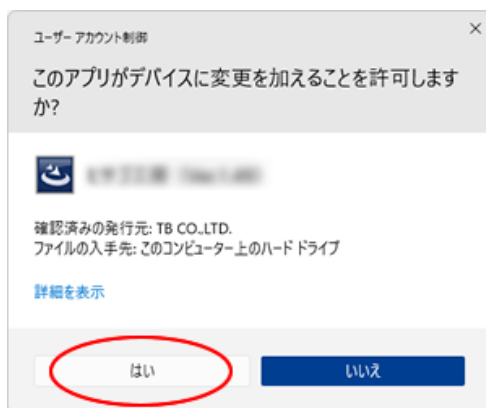 ユーザー アカウント制御
このアプリがデバイスに変更を加えることを許可します
か?
確認済みの発行元: TB CO.,LTD.
ファイルの入手先: このコンピューター上のハード ドライブ
詳細を表示
はい
いいえ